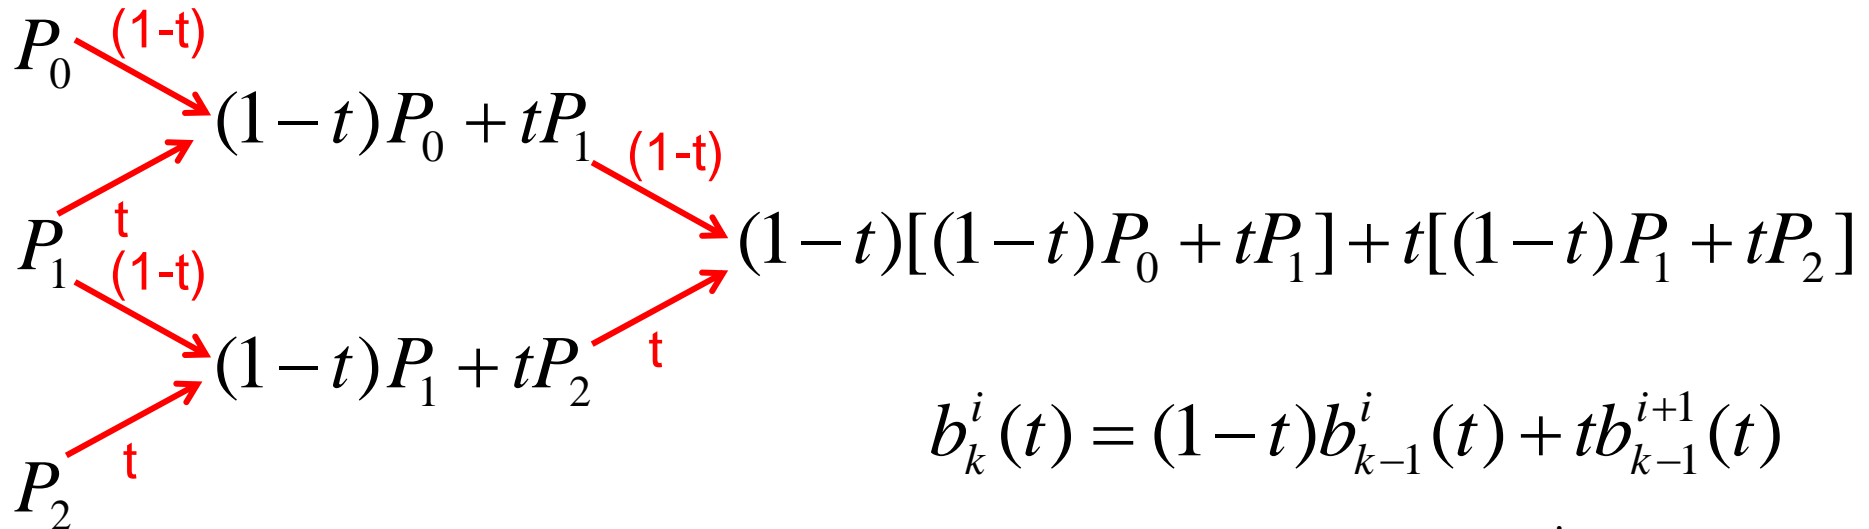 P₀
(1-t)
(1−t)P₀ + tP₁
(1-t)
t
P₁
(1−t)[(1−t)P₀ + tP₁] + t[(1−t)P₁ + tP₂]
(1-t)
(1−t)P₁ + tP₂
t
b_k^i(t) = (1−t)b_{k−1}^i(t) + tb_{k−1}^{i+1}(t)
t
P₂